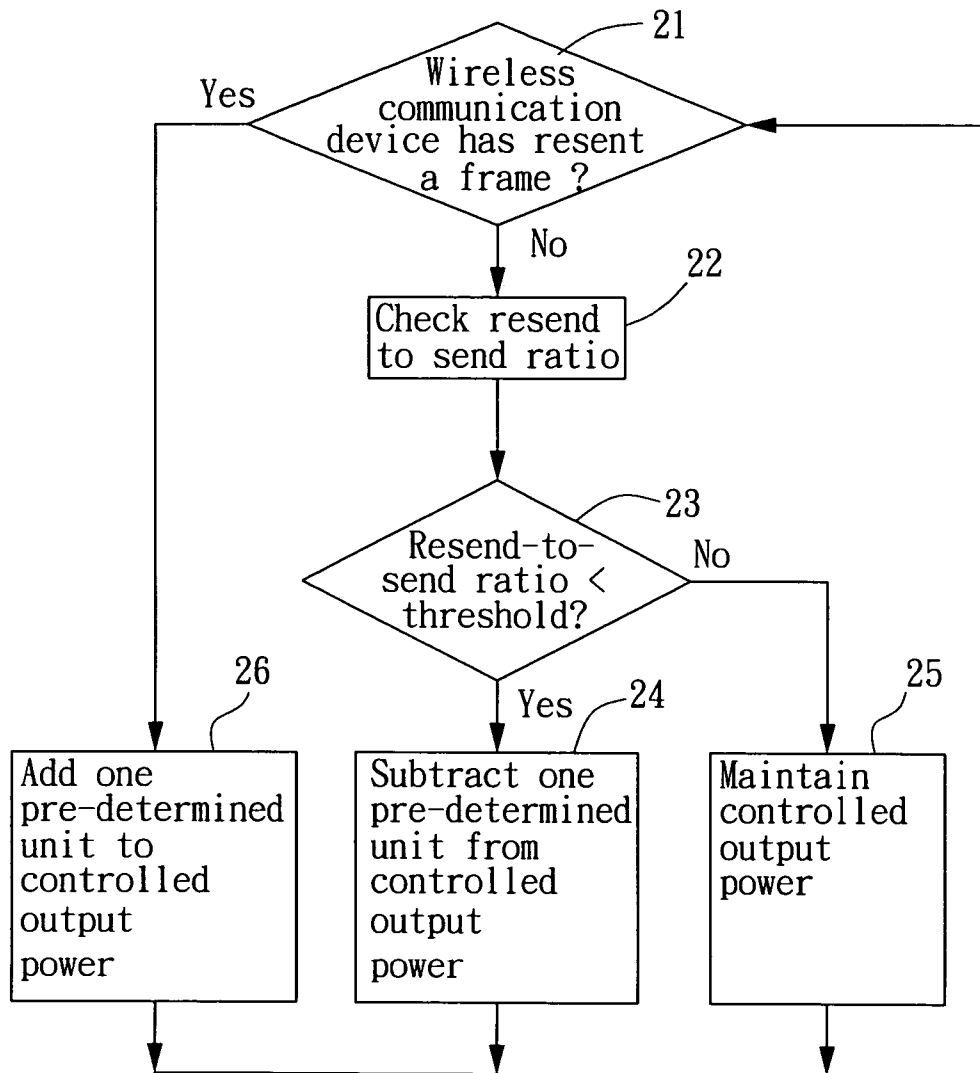 21
Wireless
communication
device has resent
a frame ?
Yes
No
22
Check resend
to send ratio
23
Resend-to-
send ratio <
threshold?
No
Yes
26
Add one
pre-determined
unit to
controlled
output
power
24
Subtract one
pre-determined
unit from
controlled
output
power
25
Maintain
controlled
output
power